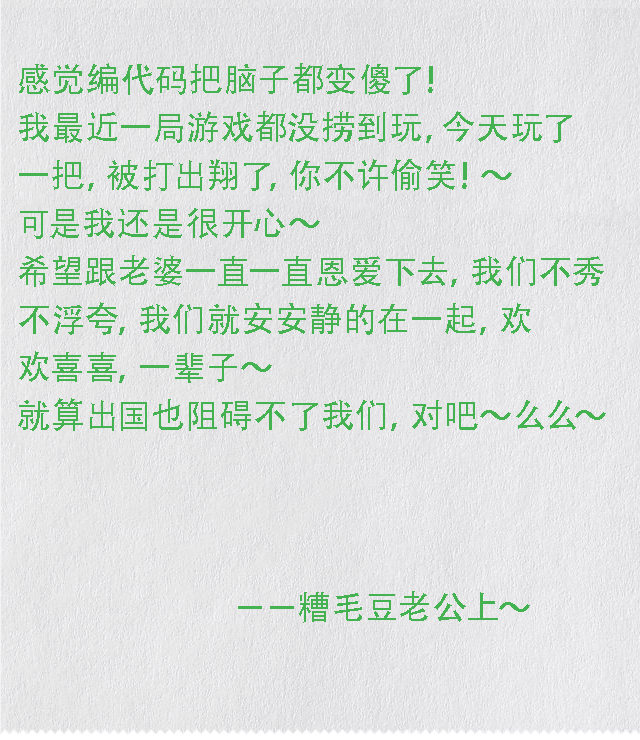 感觉编代码把脑子都变傻了!
我最近一局游戏都没捞到玩, 今天玩了
一把, 被打出翔了, 你不许偷笑! ～
可是我还是很开心～
希望跟老婆一直一直恩爱下去, 我们不秀
不浮夸, 我们就安安静的在一起, 欢
欢喜喜, 一辈子～
就算出国也阻碍不了我们, 对吧～么么～
——糟毛豆老公上～